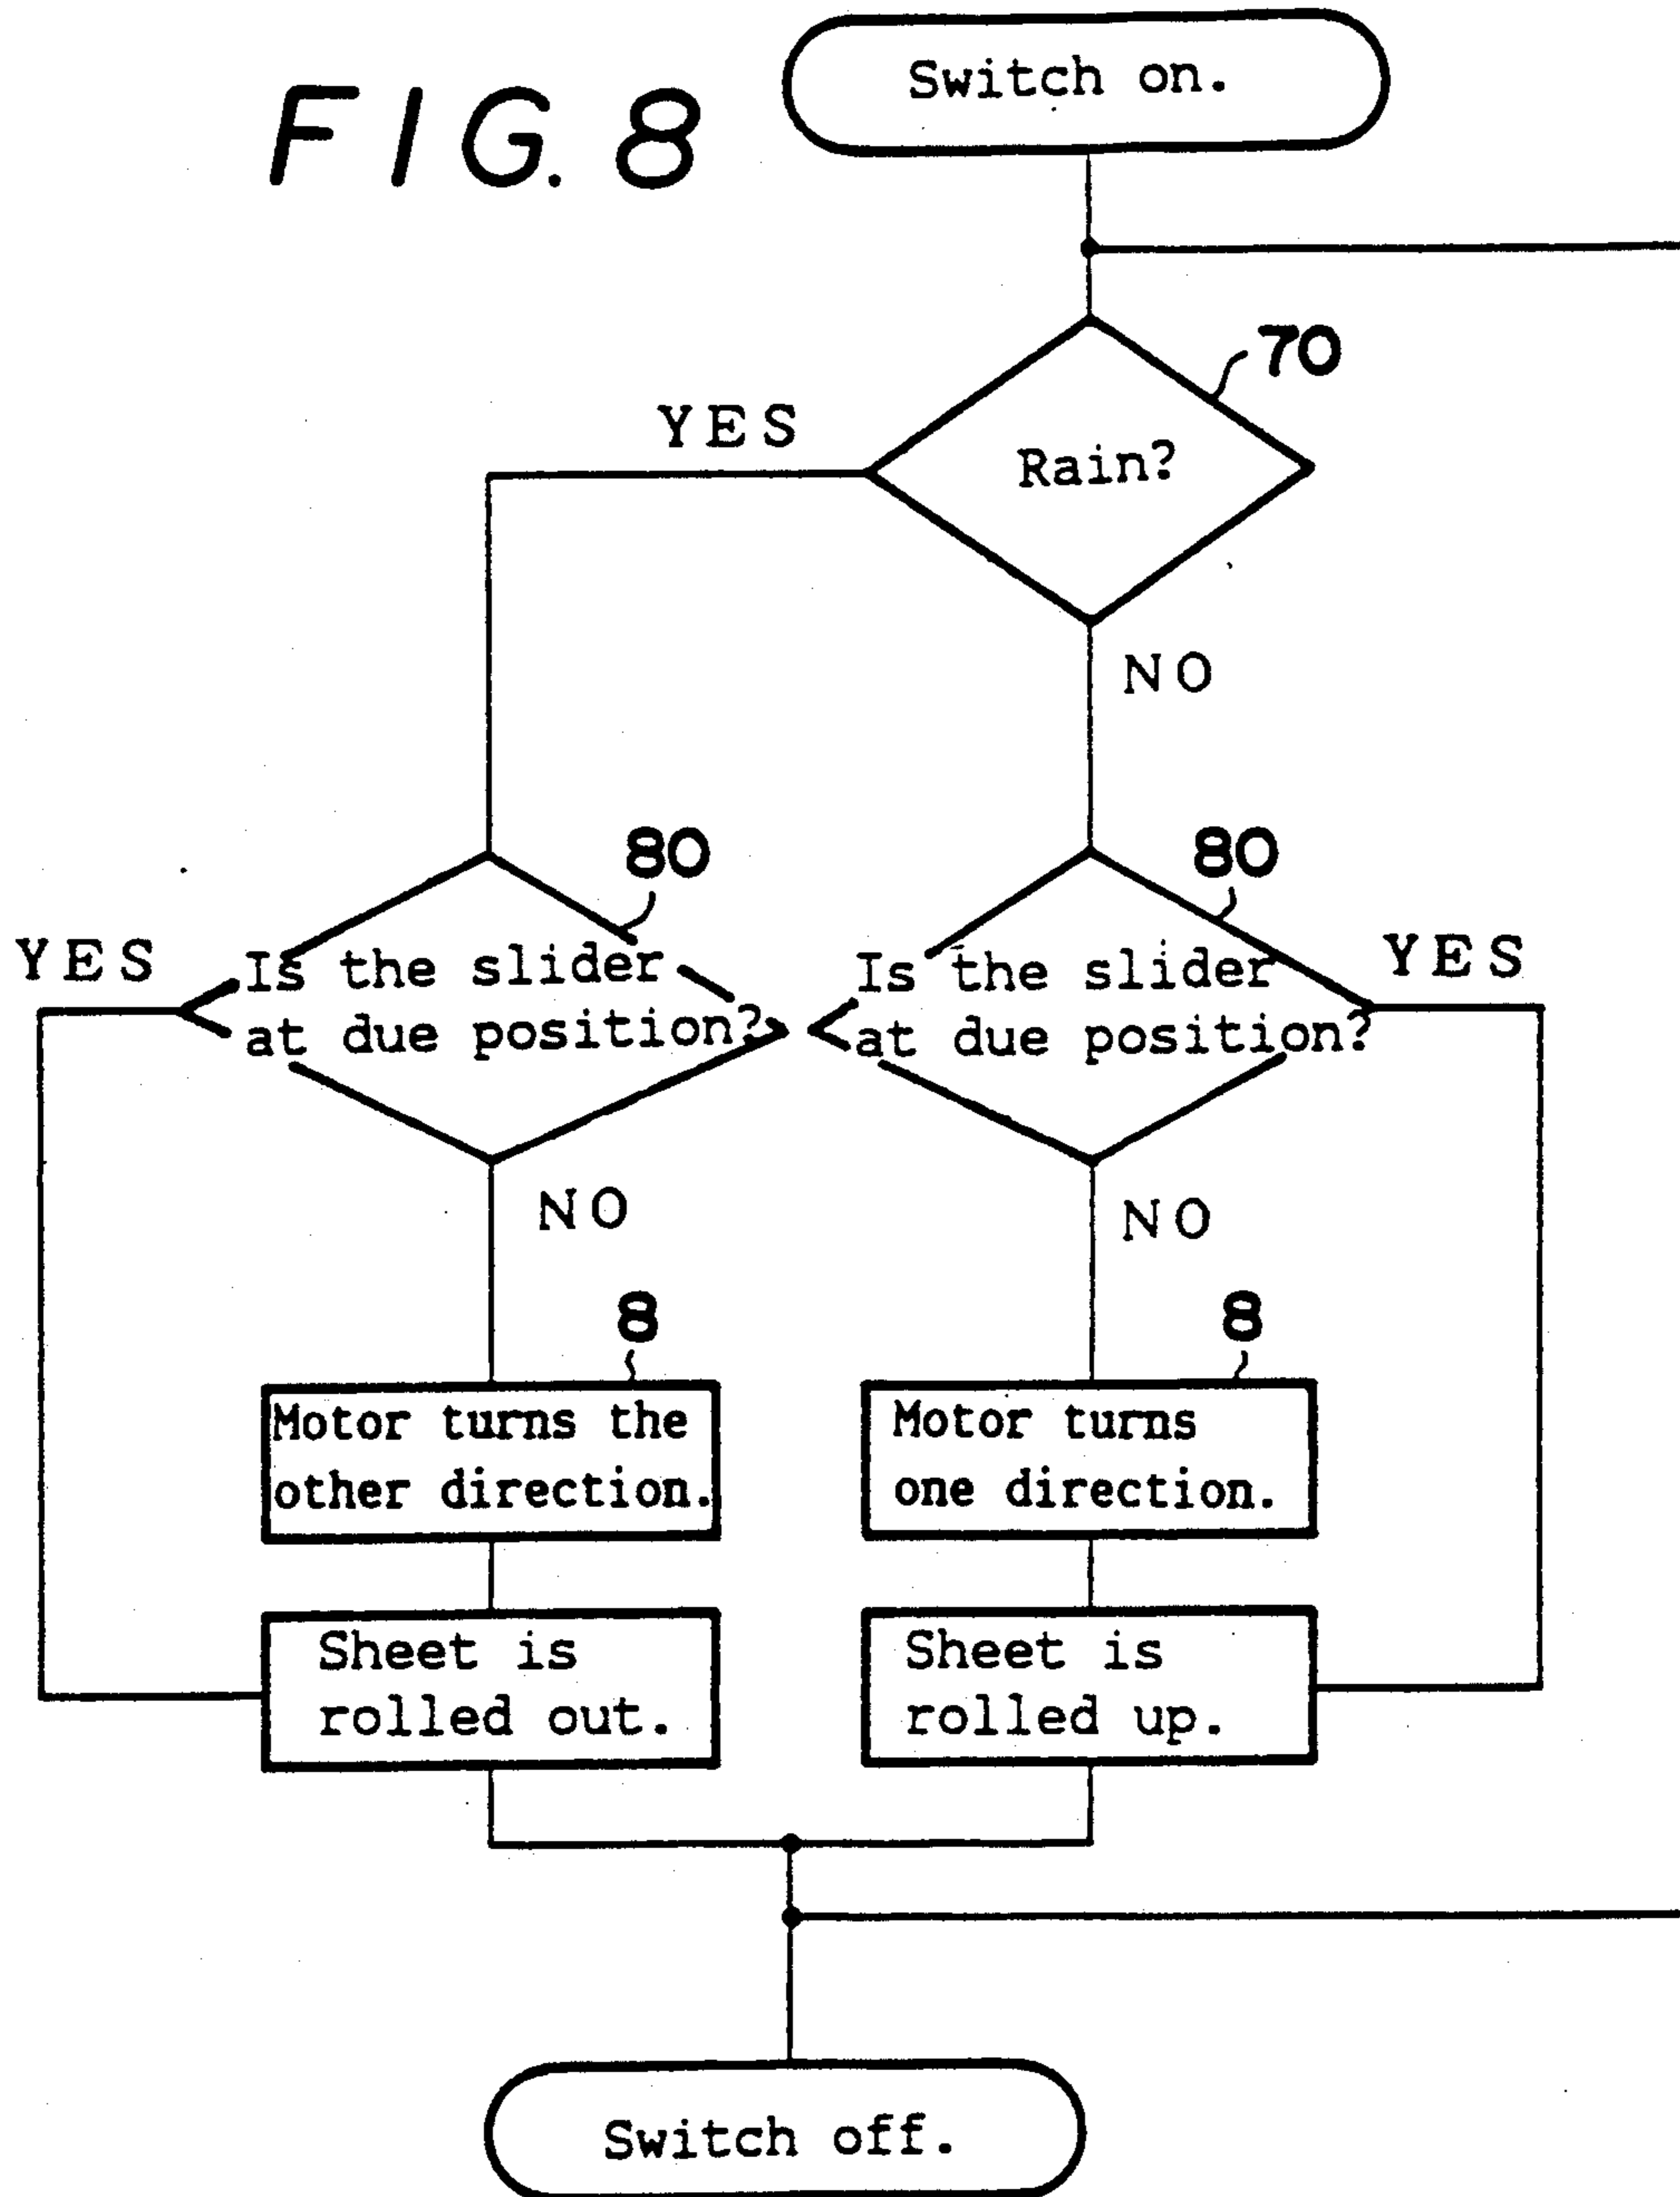 FIG. 8
Switch on.
70
YES
Rain?
NO
80
80
YES
Is the slider
at due position?
Is the slider
at due position?
YES
NO
NO
8
8
Motor turns the
other direction.
Motor turns
one direction.
Sheet is
rolled out.
Sheet is
rolled up.
Switch off.